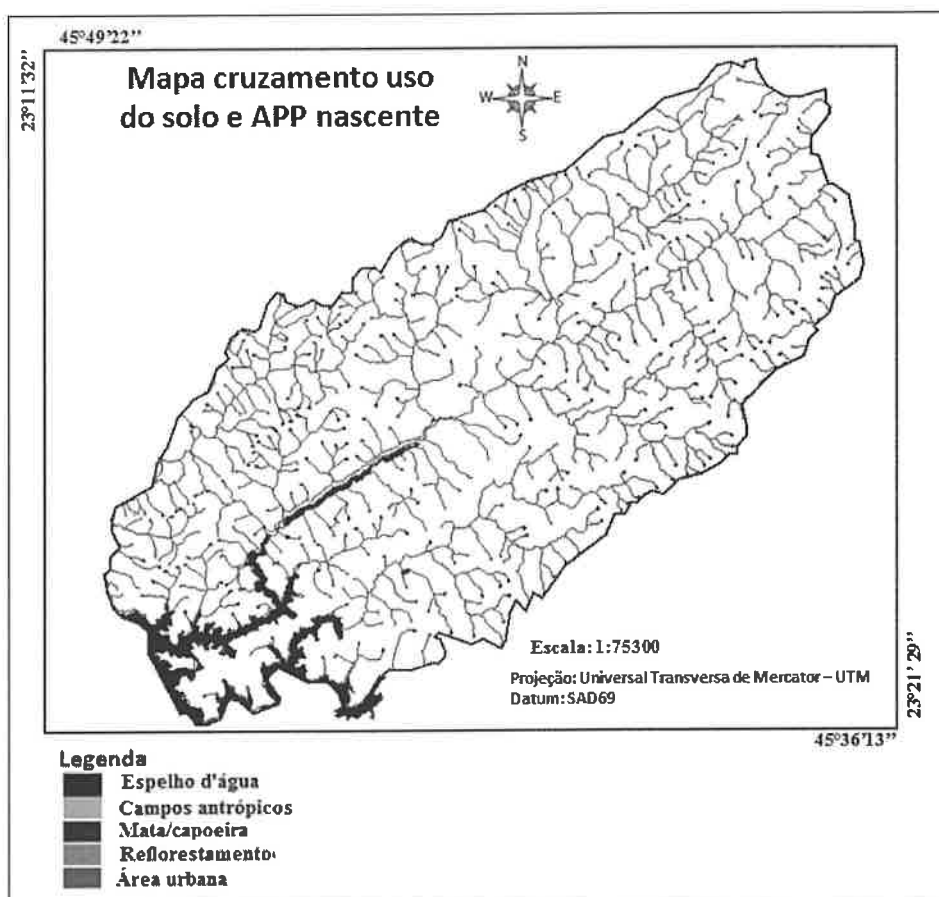 45°49'22"
23°11'32"
Mapa cruzamento uso
do solo e APP nascente
N
W
E
S
Escala: 1:75300
Projeção: Universal Transversa de Mercator – UTM
Datum: SAD69
23°21'29"
45°36'13"
Legenda
Espelho d'água
Campos antrópicos
Mata/capoeira
Reflorestamento
Área urbana